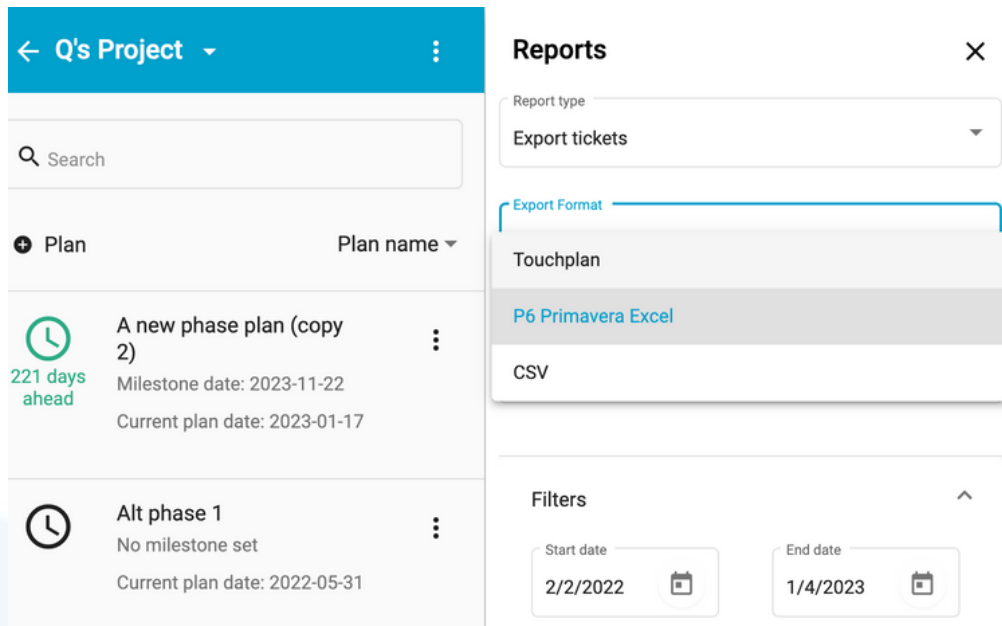 Q's Project
Search
Plan
Plan name
221 days
ahead
A new phase plan (copy
2)
Milestone date: 2023-11-22
Current plan date: 2023-01-17
Alt phase 1
No milestone set
Current plan date: 2022-05-31
Reports
Report type
Export tickets
Export Format
Touchplan
P6 Primavera Excel
CSV
Filters
Start date
2/2/2022
End date
1/4/2023